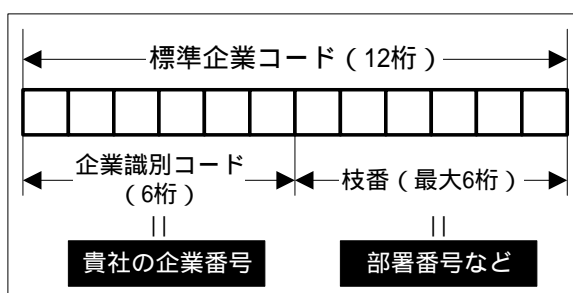 標準企業コード（12桁）
企業識別コード
（6桁）
枝番（最大6桁）
||
||
貴社の企業番号
部署番号など